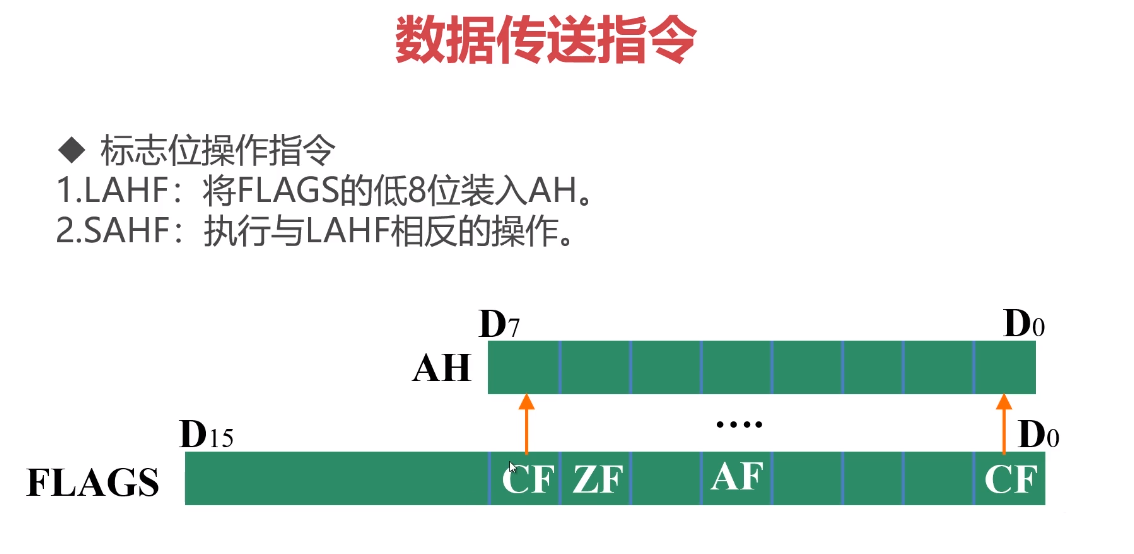 数据传送指令
◆ 标志位操作指令
1.LAHF：将FLAGS的低8位装入AH。
2.SAHF：执行与LAHF相反的操作。
D7 D0
AH
....
D15 D0
FLAGS CF ZF AF CF